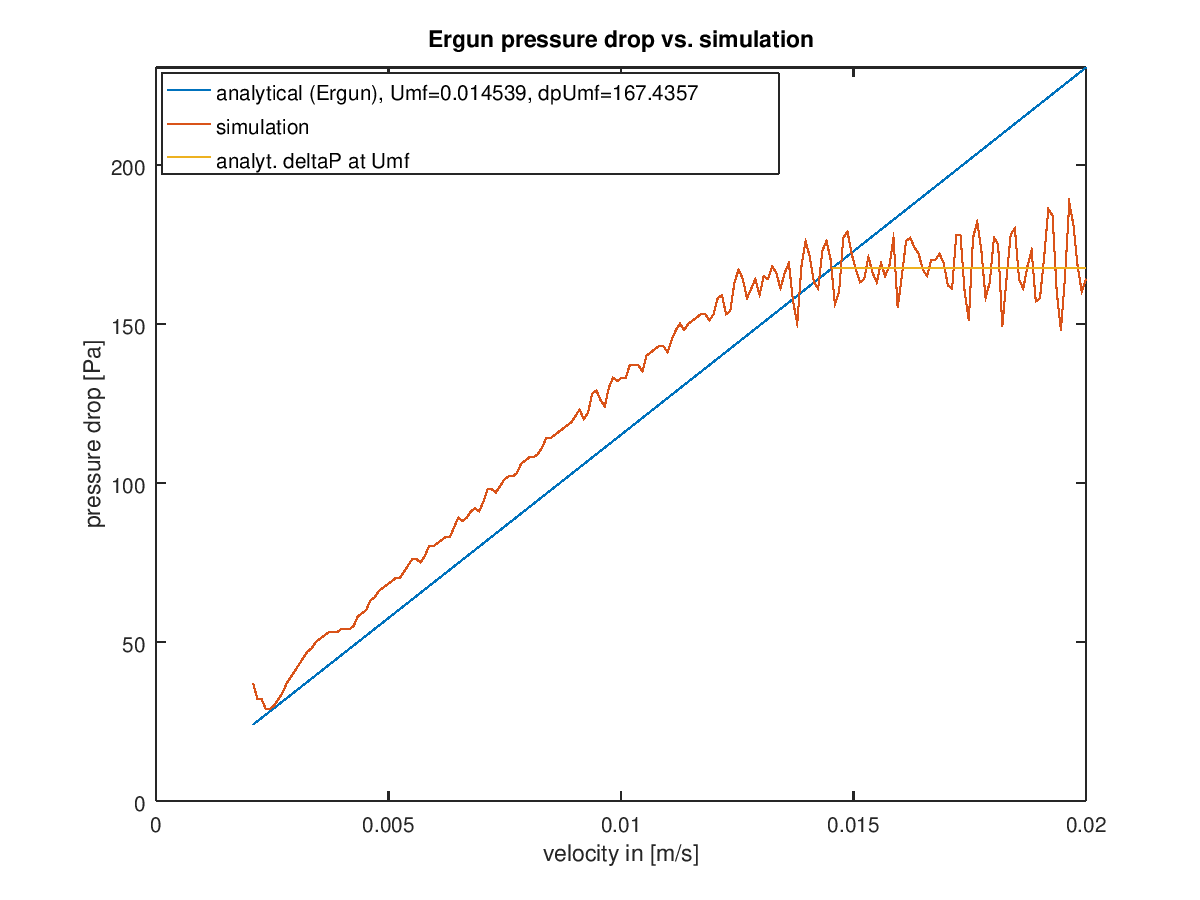 Ergun pressure drop vs. simulation
analytical (Ergun), Umf=0.014539, dpUmf=167.4357
simulation
analyt. deltaP at Umf
200
150
100
50
0
pressure drop [Pa]
0 0.005 0.01 0.015 0.02
velocity in [m/s]